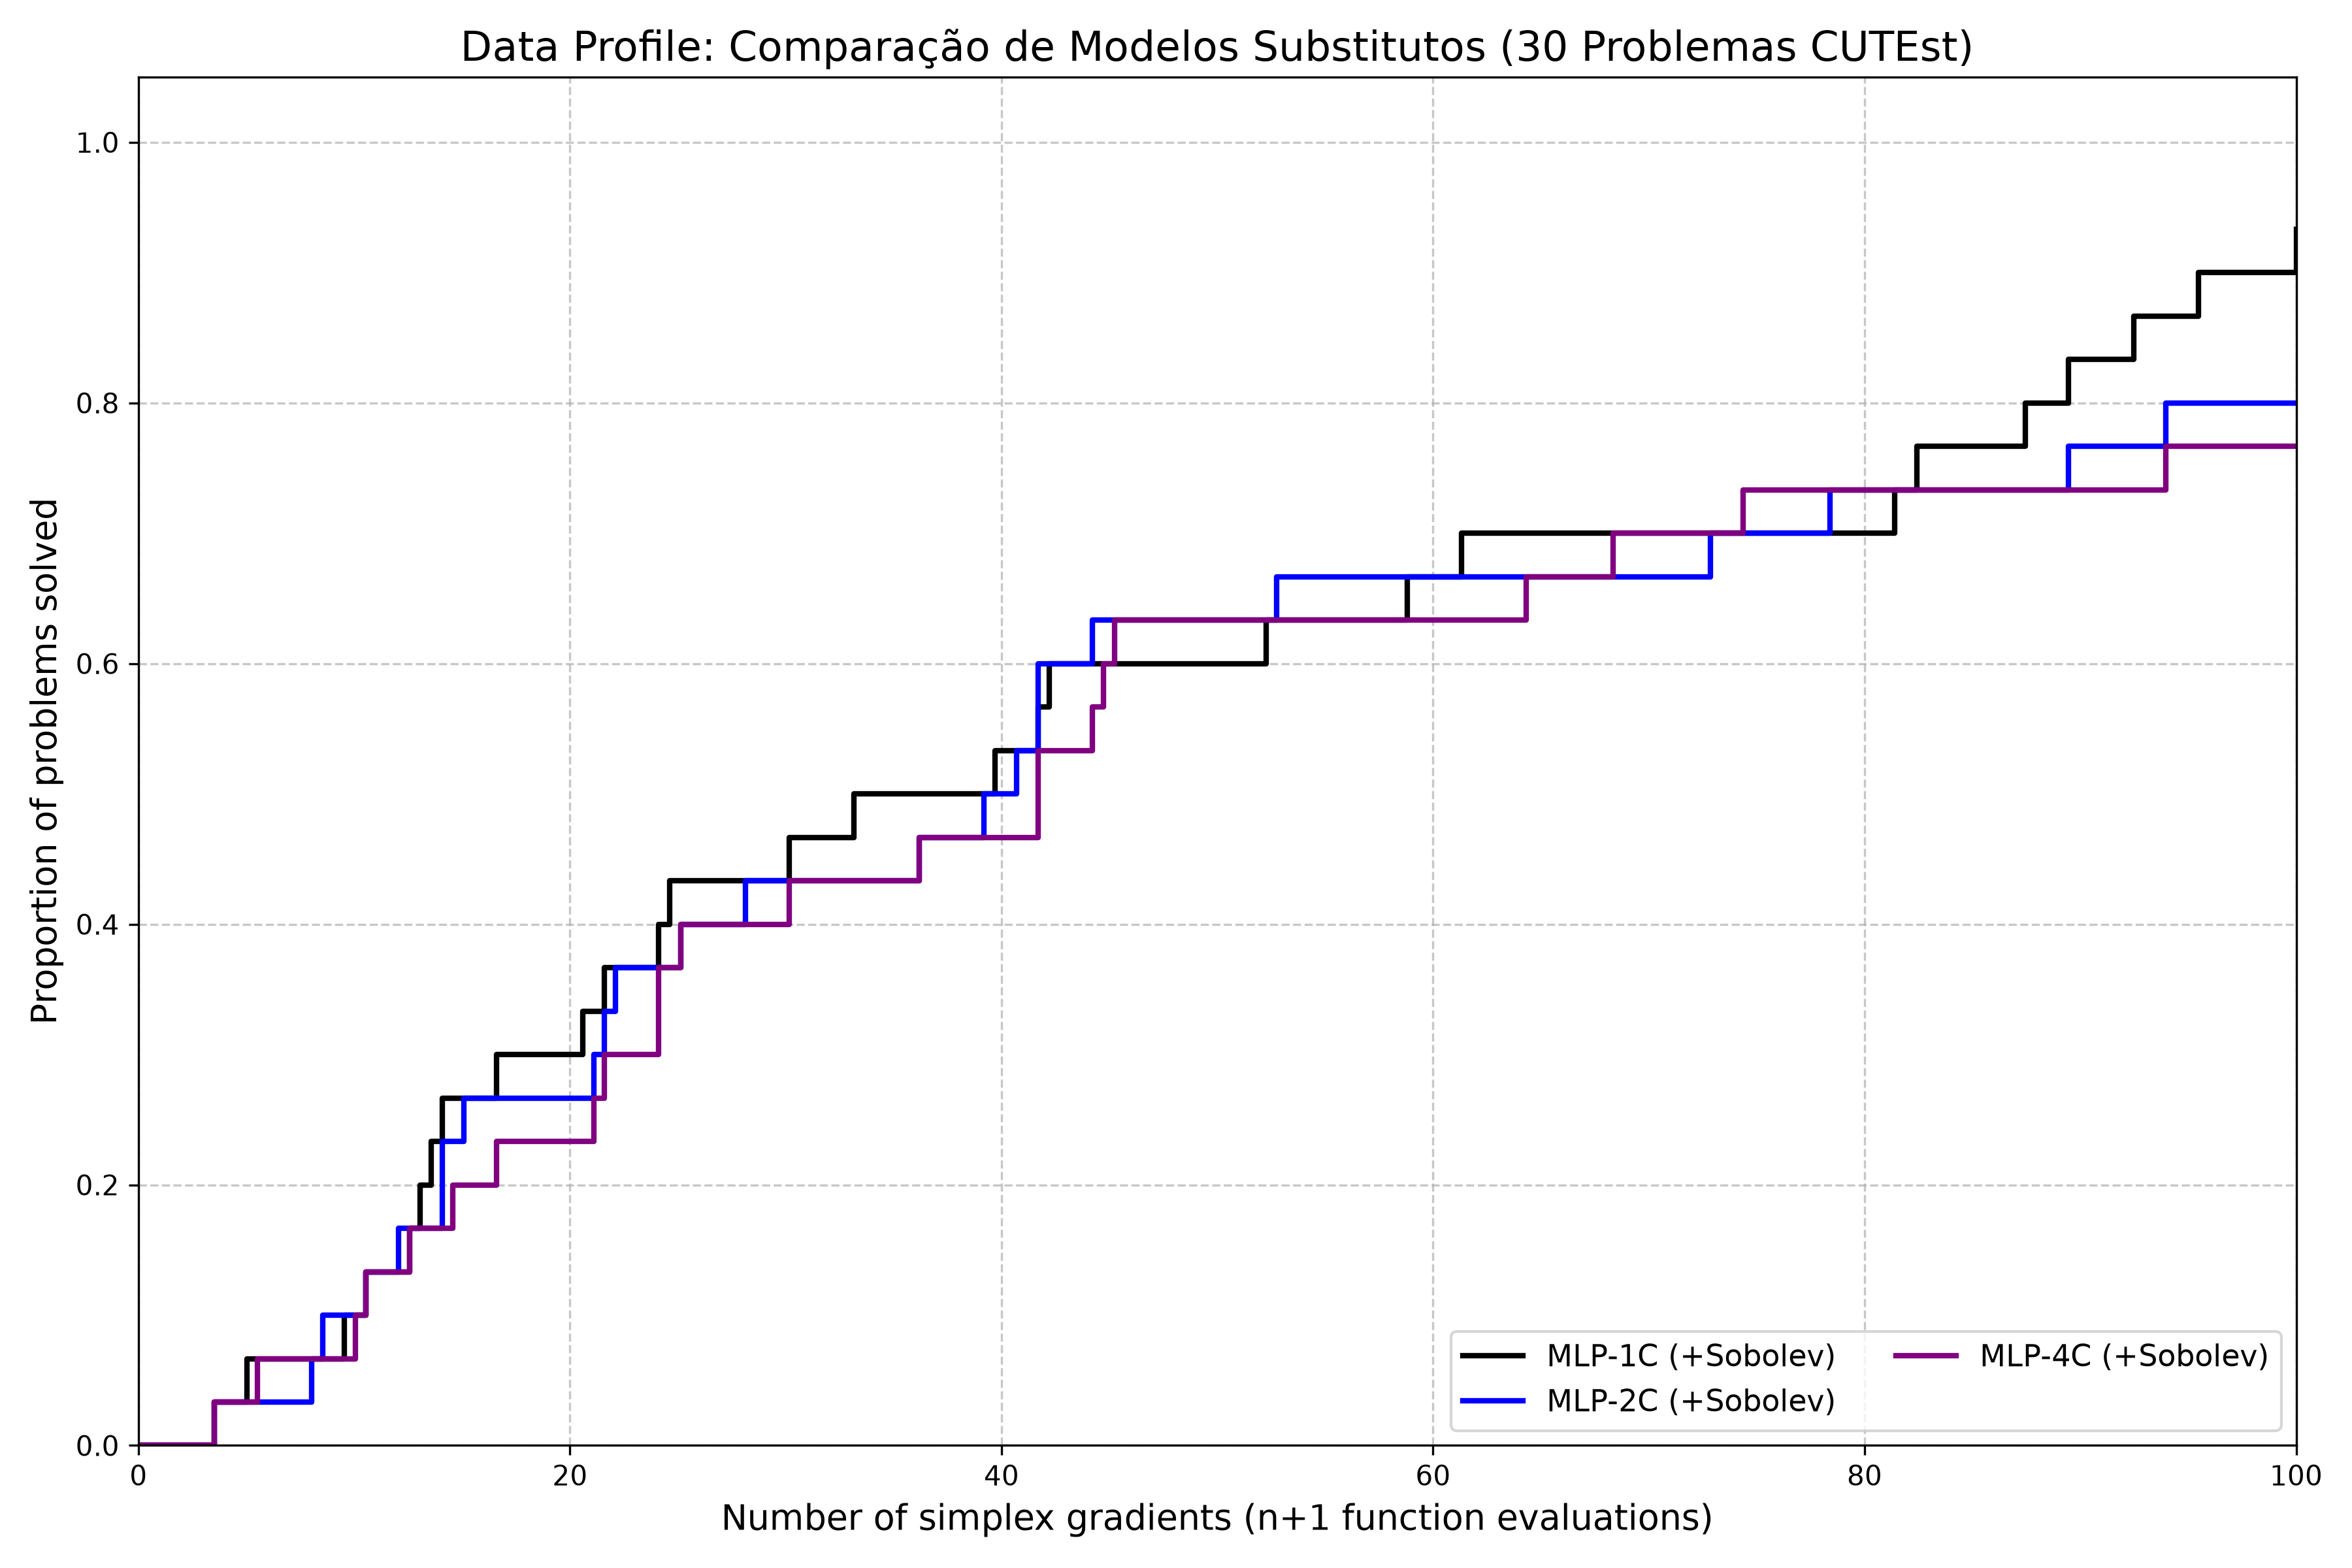 Data Profile: Comparação de Modelos Substitutos (30 Problemas CUTEst)
Proportion of problems solved
1.0
0.8
0.6
0.4
0.2
0.0
0 20 40 60 80 100
Number of simplex gradients (n+1 function evaluations)
MLP-1C (+Sobolev)
MLP-2C (+Sobolev)
MLP-4C (+Sobolev)